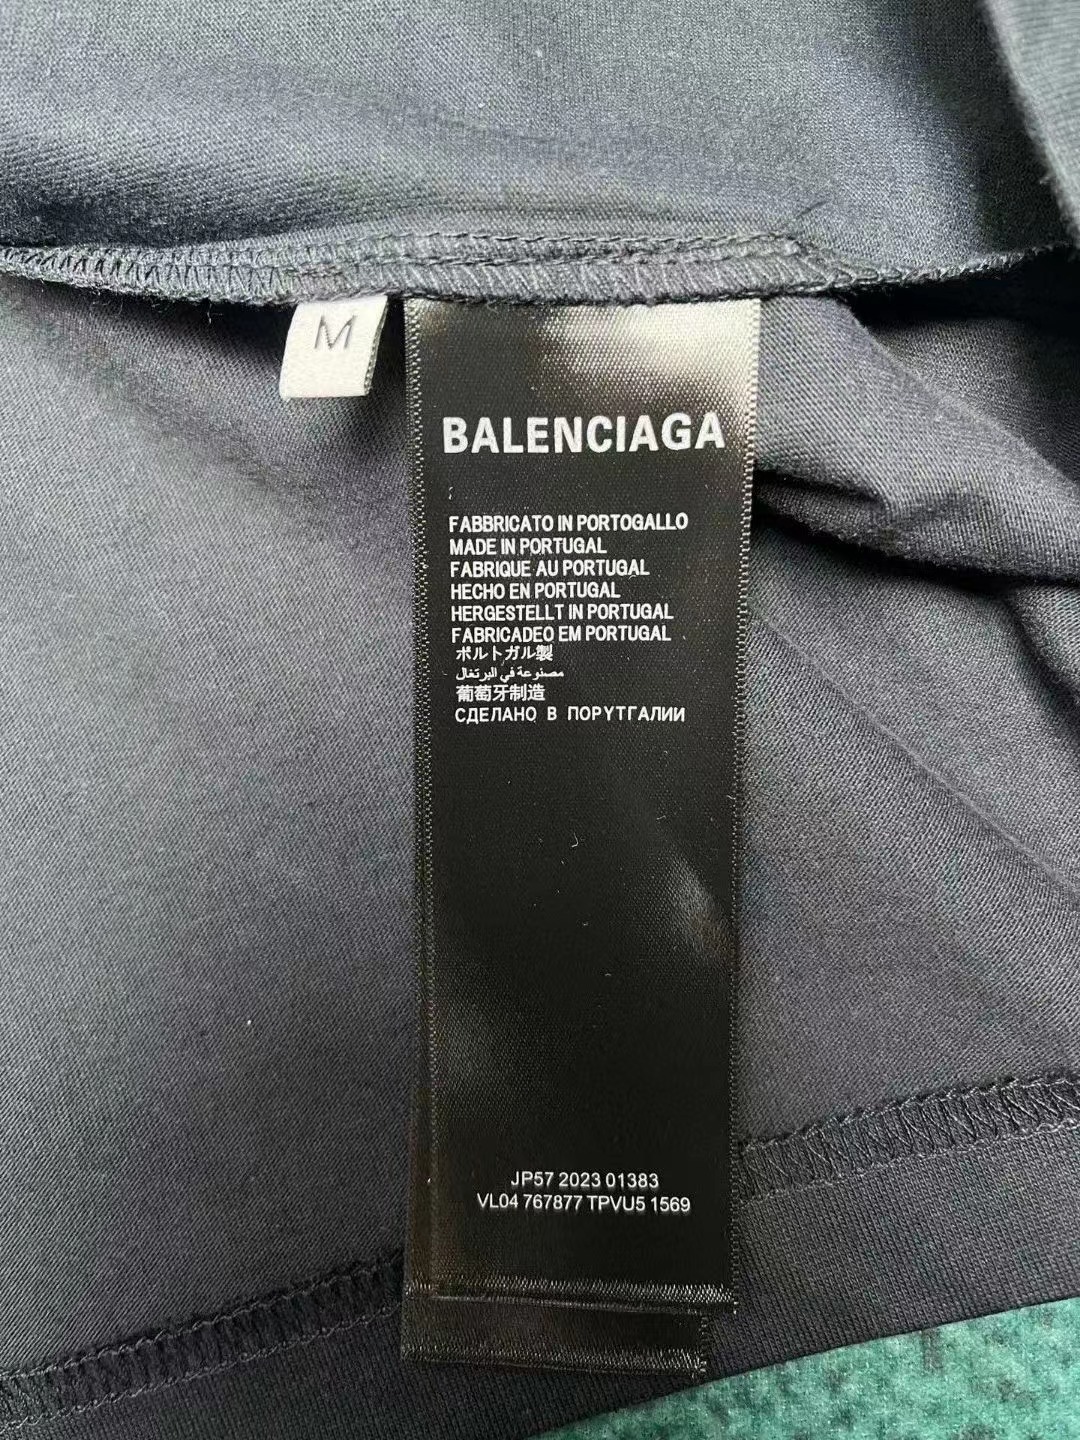 M
BALENCIAGA
FABBRICATO IN PORTOGALLO
MADE IN PORTUGAL
FABRIQUE AU PORTUGAL
HECHO EN PORTUGAL
HERGESTELLT IN PORTUGAL
FABRICADEO EM PORTUGAL
ポルトガル製
مصنوعة في البرتغال
葡萄牙制造
СДЕЛАНО В ПОРУТГАЛИИ
JP57 2023 01383
VL04 767877 TPVU5 1569